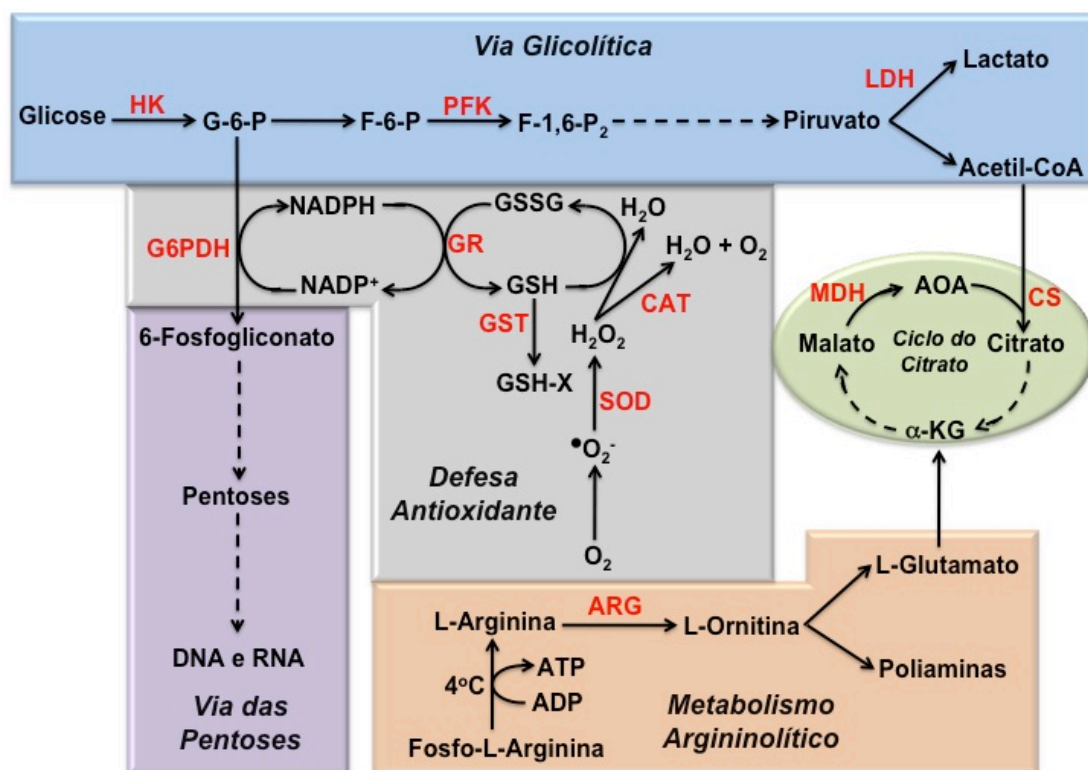 Via Glicolítica
Glicose
HK
G-6-P
F-6-P
PFK
F-1,6-P₂
Piruvato
LDH
Lactato
Acetil-CoA
NADPH
NADP⁺
G6PDH
GR
GSSG
GSH
GST
GSH-X
H₂O
H₂O + O₂
CAT
H₂O₂
SOD
•O₂⁻
O₂
Defesa
Antioxidante
MDH
AOA
CS
Malato
Ciclo do
Citrato
Citrato
α-KG
6-Fosfogliconato
Pentoses
DNA e RNA
Via das
Pentoses
L-Arginina
ARG
L-Ornitina
L-Glutamato
Poliaminas
4ºC
ATP
ADP
Fosfo-L-Arginina
Metabolismo
Argininolítico